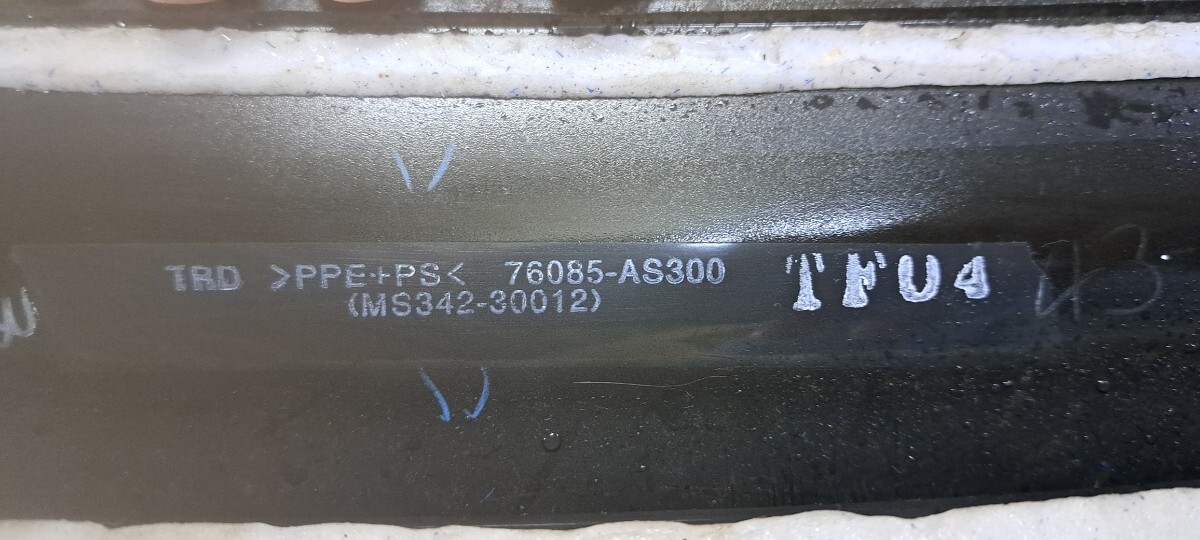 TRD >PPE+PS< 76085-AS300 TFU4
(MS342-30012)